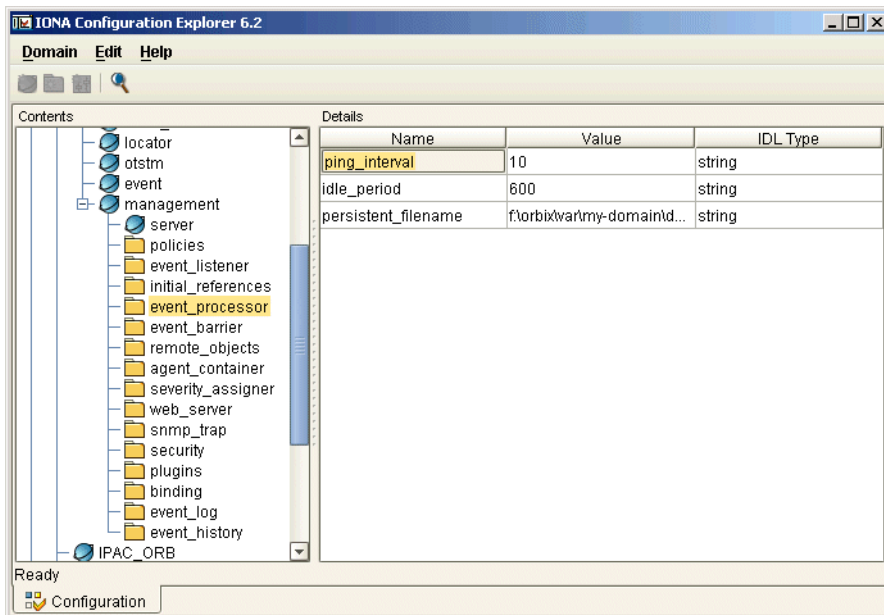 IONA Configuration Explorer 6.2
Domain Edit Help
Contents
locator
otstm
event
management
server
policies
event_listener
initial_references
event_processor
event_barrier
remote_objects
agent_container
severity_assigner
web_server
snmp_trap
security
plugins
binding
event_log
event_history
IPAC_ORB
Details
Name Value IDL Type
ping_interval 10 string
idle_period 600 string
persistent_filename f:\orbix\var\my-domain\d... string
Ready
Configuration